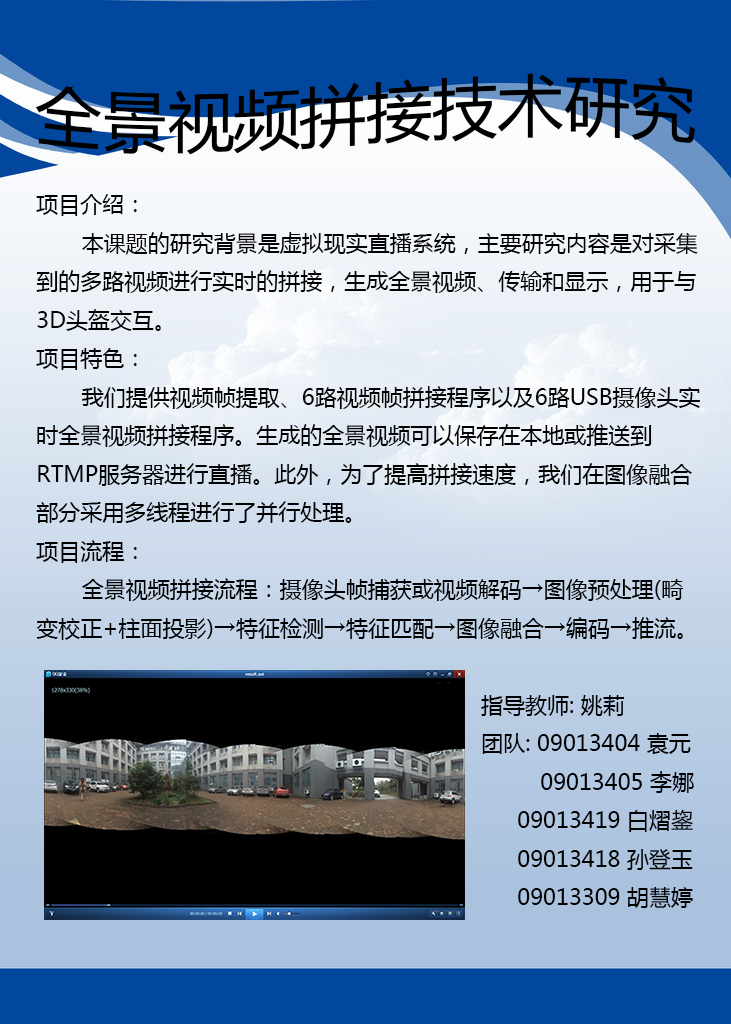 全景视频拼接技术研究
项目介绍：
本课题的研究背景是虚拟现实直播系统，主要研究内容是对采集
到的多路视频进行实时的拼接，生成全景视频、传输和显示，用于与
3D头盔交互。
项目特色：
我们提供视频帧提取、6路视频帧拼接程序以及6路USB摄像头实
时全景视频拼接程序。生成的全景视频可以保存在本地或推送到
RTMP服务器进行直播。此外，为了提高拼接速度，我们在图像融合
部分采用多线程进行了并行处理。
项目流程：
全景视频拼接流程：摄像头帧捕获或视频解码→图像预处理(畸
变校正+柱面投影)→特征检测→特征匹配→图像融合→编码→推流。
QQ影音
result.avi
1278x330(38%)
指导教师: 姚莉
团队: 09013404 袁元
09013405 李娜
09013419 白熠鋆
09013418 孙登玉
09013309 胡慧婷